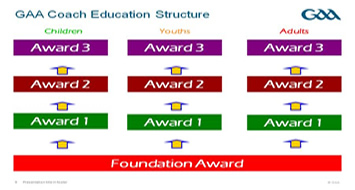 GAA Coach Education Structure
GAA
Children Youths Adults
Award 3 Award 3 Award 3
Award 2 Award 2 Award 2
Award 1 Award 1 Award 1
Foundation Award